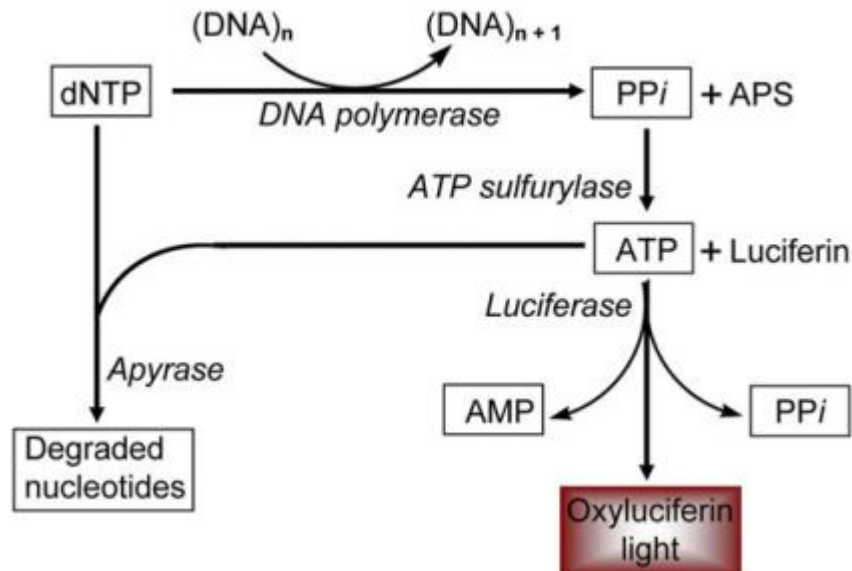 (DNA)n (DNA)n + 1
dNTP
DNA polymerase
PPi + APS
ATP sulfurylase
ATP + Luciferin
Luciferase
Apyrase
AMP
PPi
Degraded
nucleotides
Oxyluciferin
light